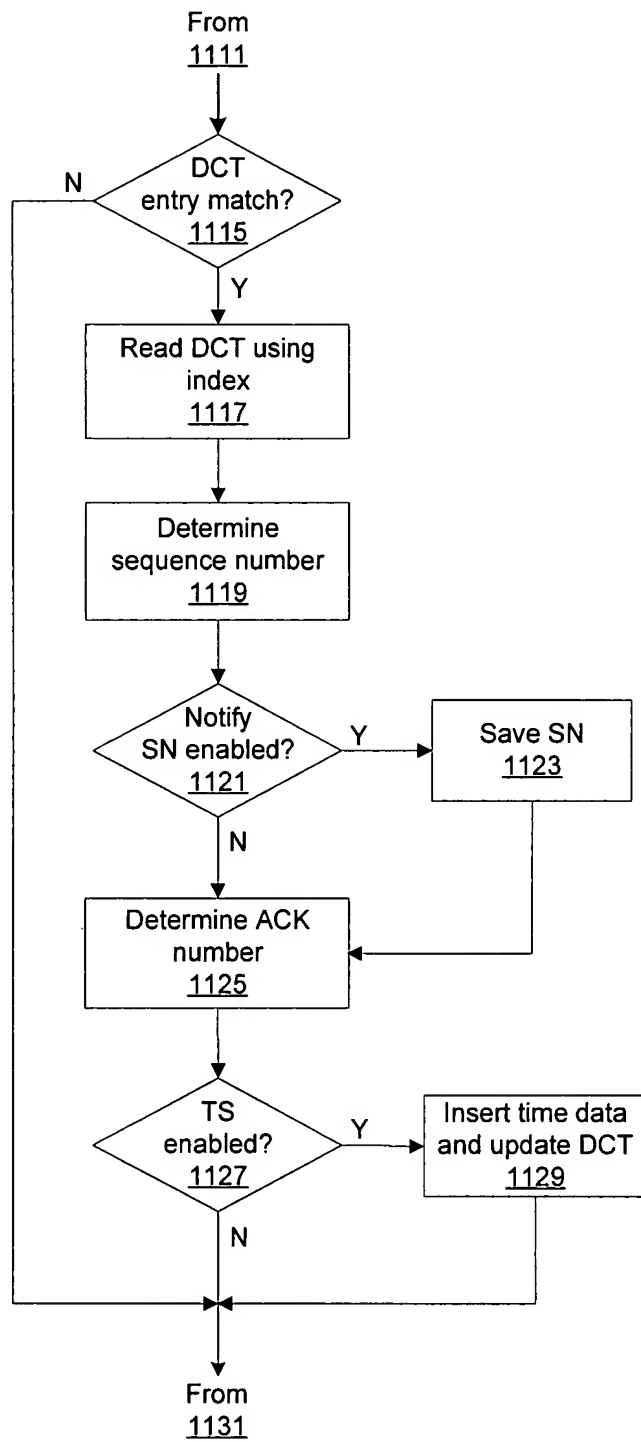 From
1111
DCT
entry match?
1115
N
Y
Read DCT using
index
1117
Determine
sequence number
1119
Notify
SN enabled?
1121
Y
Save SN
1123
N
Determine ACK
number
1125
TS
enabled?
1127
Y
Insert time data
and update DCT
1129
N
From
1131